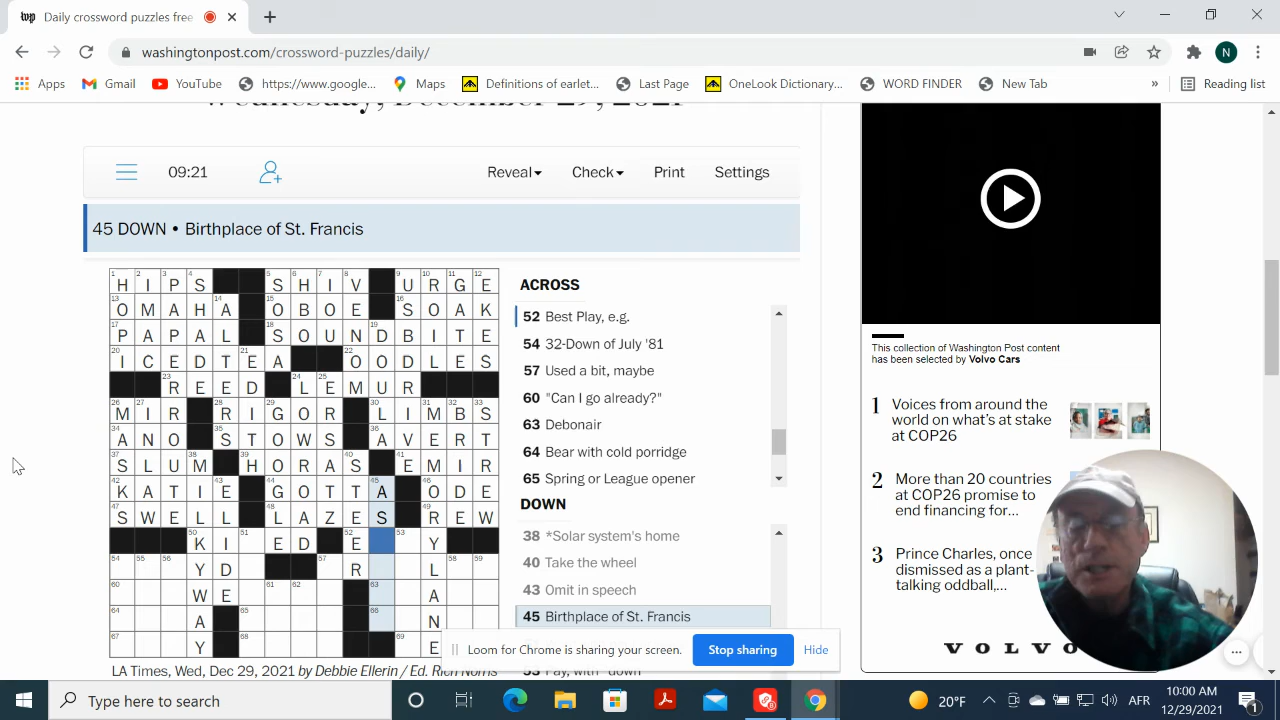 Daily crossword puzzles free
washingtonpost.com/crossword-puzzles/daily/
N
Apps Gmail YouTube https://www.google... Maps Definitions of earlet... Last Page OneLook Dictionary... WORD FINDER New Tab » Reading list
Wednesday, December 29, 2021
09:21 Reveal Check Print Settings
45 DOWN • Birthplace of St. Francis
H I P S S H I V U R G E
O M A H A O B O E S O A K
P A P A L S O U N D B I T E
I C E D T E A O O D L E S
R E E D L E M U R
M I R R I G O R L I M B S
A N O S T O W S A V E R T
S L U M H O R A S E M I R
K A T I E G O T T A O D E
S W E L L L A Z E S R E W
K I E D E Y
Y D R L
W E A
A N
Y E
LA Times, Wed, Dec 29, 2021 by Debbie Ellerin / Ed. Rich Norris
ACROSS
52 Best Play, e.g.
54 32-Down of July '81
57 Used a bit, maybe
60 "Can I go already?"
63 Debonair
64 Bear with cold porridge
65 Spring or League opener
DOWN
38 *Solar system's home
40 Take the wheel
43 Omit in speech
45 Birthplace of St. Francis
53 Pay, with "down"
This collection of Washington Post content
has been selected by Volvo Cars
1 Voices from around the
world on what's at stake
at COP26
2 More than 20 countries
at COP26 promise to
end financing for...
3 Prince Charles, once
dismissed as a plant-
talking oddball,...
VOLVO
Loom for Chrome is sharing your screen. Stop sharing Hide
Type here to search
20°F AFR 10:00 AM
12/29/2021